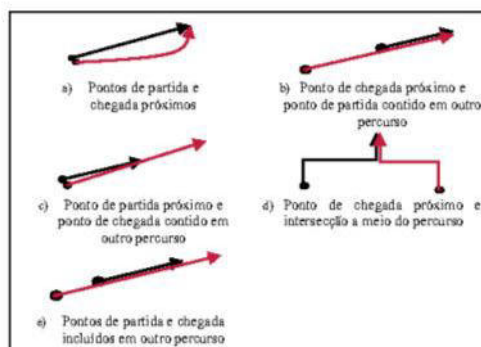 a) Pontos de partida e
chegada próximos
b) Ponto de chegada próximo e
ponto de partida contido em outro
percurso
c) Ponto de partida próximo e
ponto de chegada contido em
outro percurso
d) Ponto de chegada próximo e
intersecção a meio do percurso
e) Pontos de partida e chegada
incluídos em outro percurso